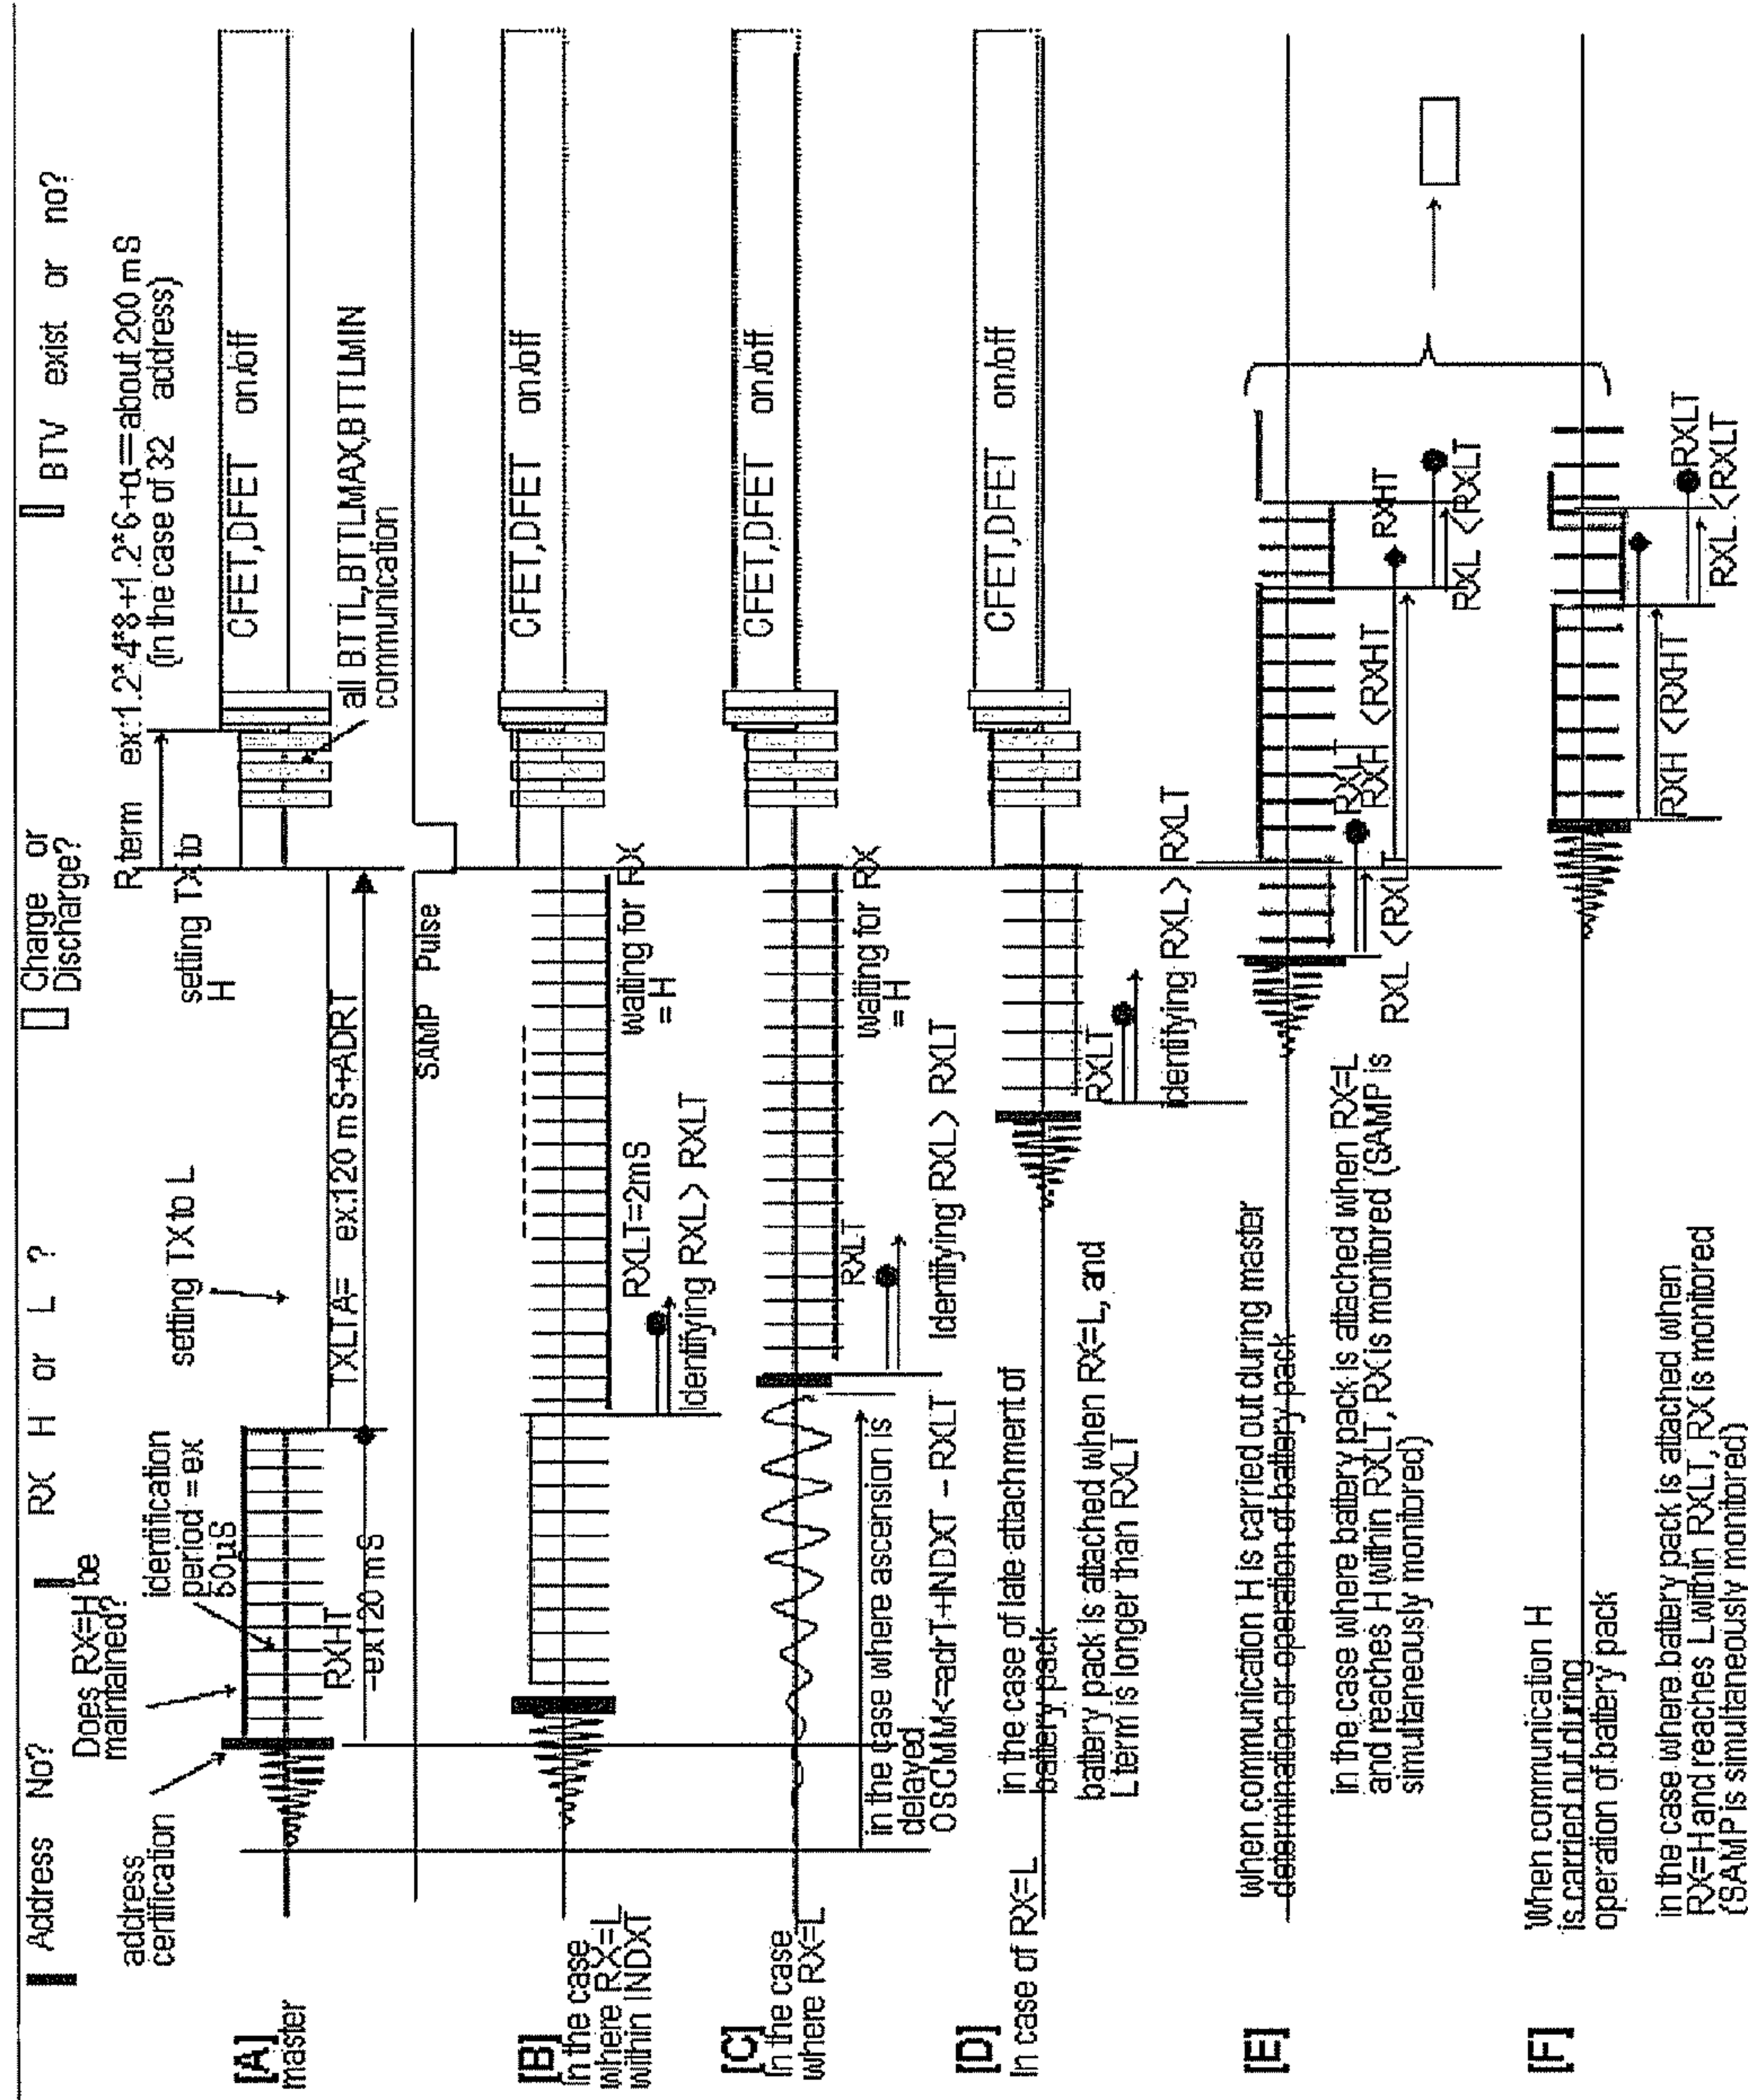 Address No?
RX H or L ?
Charge or
Discharge?
BTV exist or no?
address
certification
Does RX=H be
maintained?
identification
period = ex
50µS
setting TX to L
setting TX to
H
R term ex:1.2*4*8+1.2*6+α=about 200 mS
(in the case of 32 address)
[A]
master
RXHT
=ex120 mS
TXLTA= ex:120 mS+ADRT
CFET,DFET on/off
all BTTL,BTTLMAX,BTTLMIN
communication
SAMP Pulse
[B]
In the case
where RX=L
within INDXT
RXLT=2mS
identifying RXL> RXLT
waiting for RX
= H
CFET,DFET on/off
[C]
In the case
where RX=L
in the case where ascension is
delayed
OSCMM<=adrT+INDXT -RXLT
RXLT
Identifying RXL> RXLT
waiting for RX
= H
CFET,DFET on/off
[D]
In case of RX=L
in the case of late attachment of
battery pack
battery pack is attached when RX=L, and
L term is longer than RXLT
RXLT
identifying RXL> RXLT
CFET,DFET on/off
[E]
when communication H is carried out during master
determination or operation of battery pack
in the case where battery pack is attached when RX=L
and reaches H within RXLT, RX is monitored (SAMP is
simultaneously monitored)
RXL <RXLT
RXLT
RXH <RXHT
RXHT
RXL <RXLT
[F]
When communication H
is carried out during
operation of battery pack
in the case where battery pack is attached when
RX=H and reaches L within RXLT, RX is monitored
(SAMP is simultaneously monitored)
RXH <RXHT
RXLT
RXL <RXLT